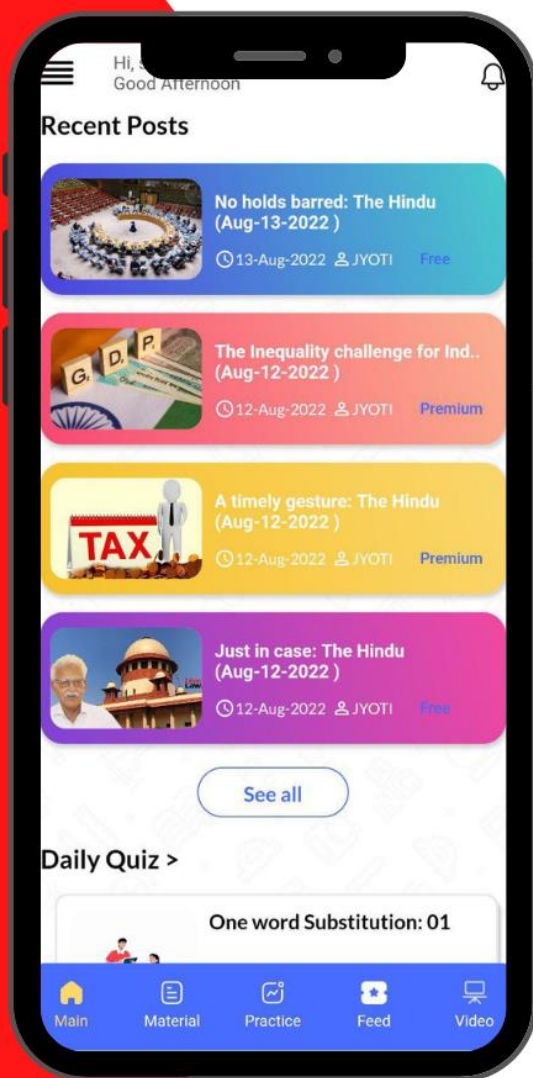 Hi,
Good Afternoon
Recent Posts
No holds barred: The Hindu
(Aug-13-2022 )
13-Aug-2022 JYOTI Free
G D P
The Inequality challenge for Ind..
(Aug-12-2022 )
12-Aug-2022 JYOTI Premium
TAX
A timely gesture: The Hindu
(Aug-12-2022 )
12-Aug-2022 JYOTI Premium
Just in case: The Hindu
(Aug-12-2022 )
12-Aug-2022 JYOTI Free
See all
Daily Quiz >
One word Substitution: 01
Main Material Practice Feed Video